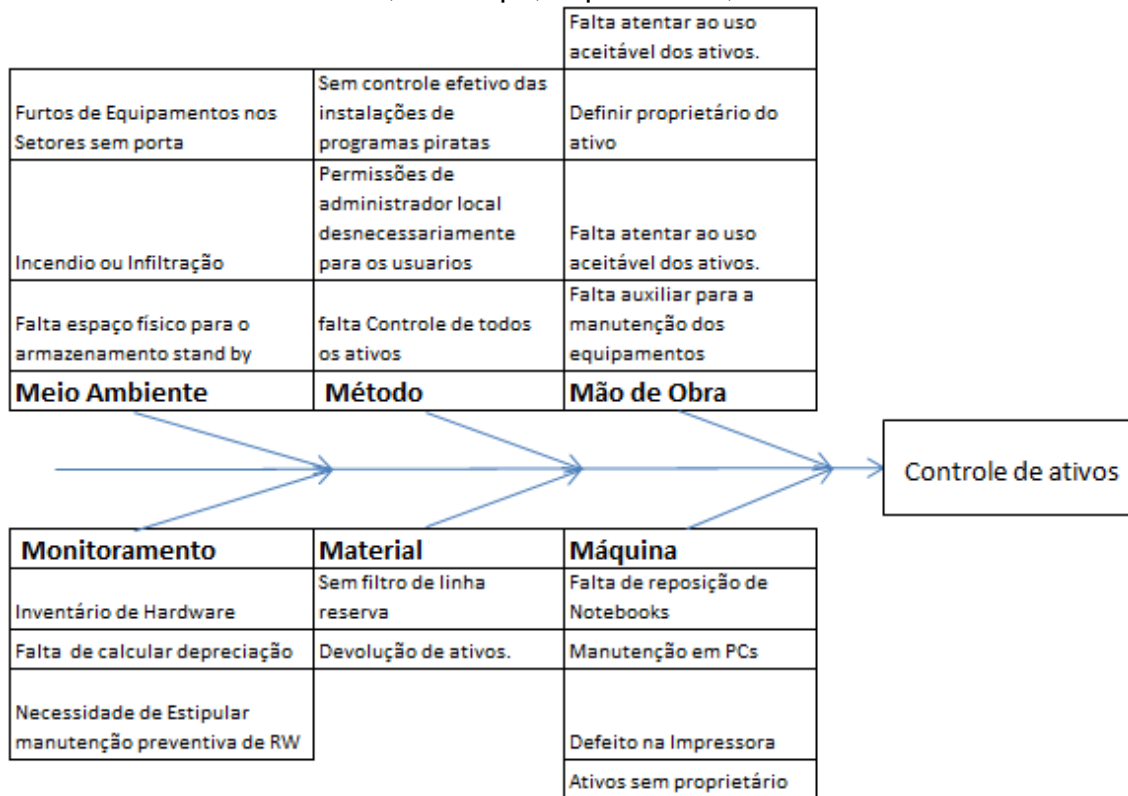 Falta atentar ao uso
aceitável dos ativos.
Furtos de Equipamentos nos
Setores sem porta
Sem controle efetivo das
instalações de
programas piratas
Definir proprietário do
ativo
Incendio ou Infiltração
Permissões de
administrador local
desnecessariamente
para os usuarios
Falta atentar ao uso
aceitável dos ativos.
Falta espaço físico para o
armazenamento stand by
falta Controle de todos
os ativos
Falta auxiliar para a
manutenção dos
equipamentos
Meio Ambiente
Método
Mão de Obra
Controle de ativos
Monitoramento
Material
Máquina
Inventário de Hardware
Sem filtro de linha
reserva
Falta de reposição de
Notebooks
Falta de calcular depreciação
Devolução de ativos.
Manutenção em PCs
Necessidade de Estipular
manutenção preventiva de RW
Defeito na Impressora
Ativos sem proprietário